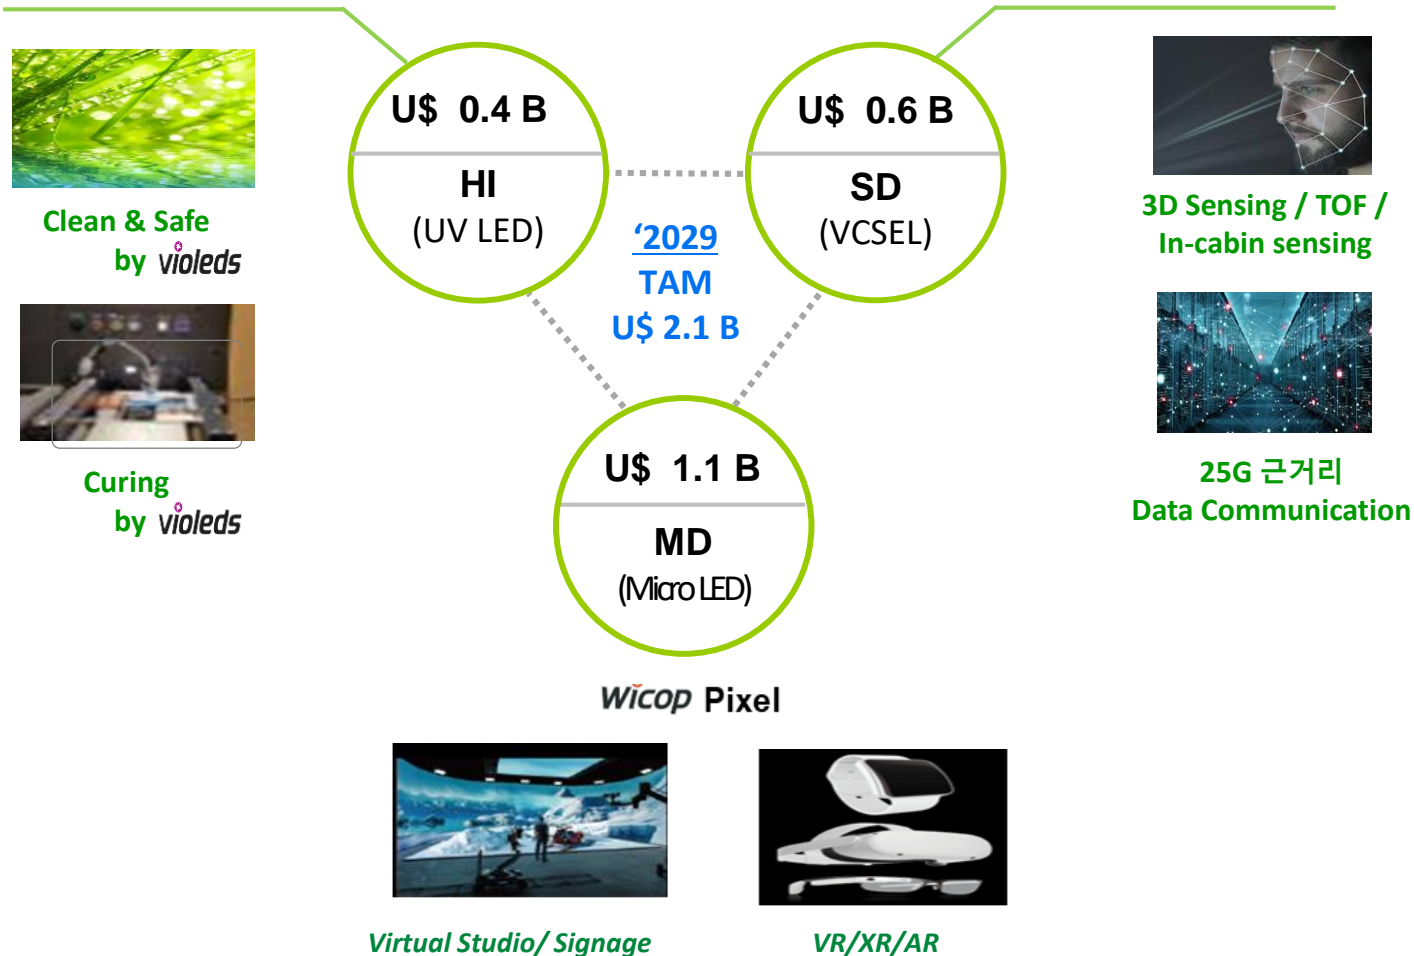 U$ 0.4 B
HI
(UV LED)
U$ 0.6 B
SD
(VCSEL)
‘2029
TAM
U$ 2.1 B
U$ 1.1 B
MD
(Micro LED)
Clean & Safe
by violeds
Curing
by violeds
3D Sensing / TOF /
In-cabin sensing
25G 근거리
Data Communication
Wicop Pixel
Virtual Studio/ Signage
VR/XR/AR